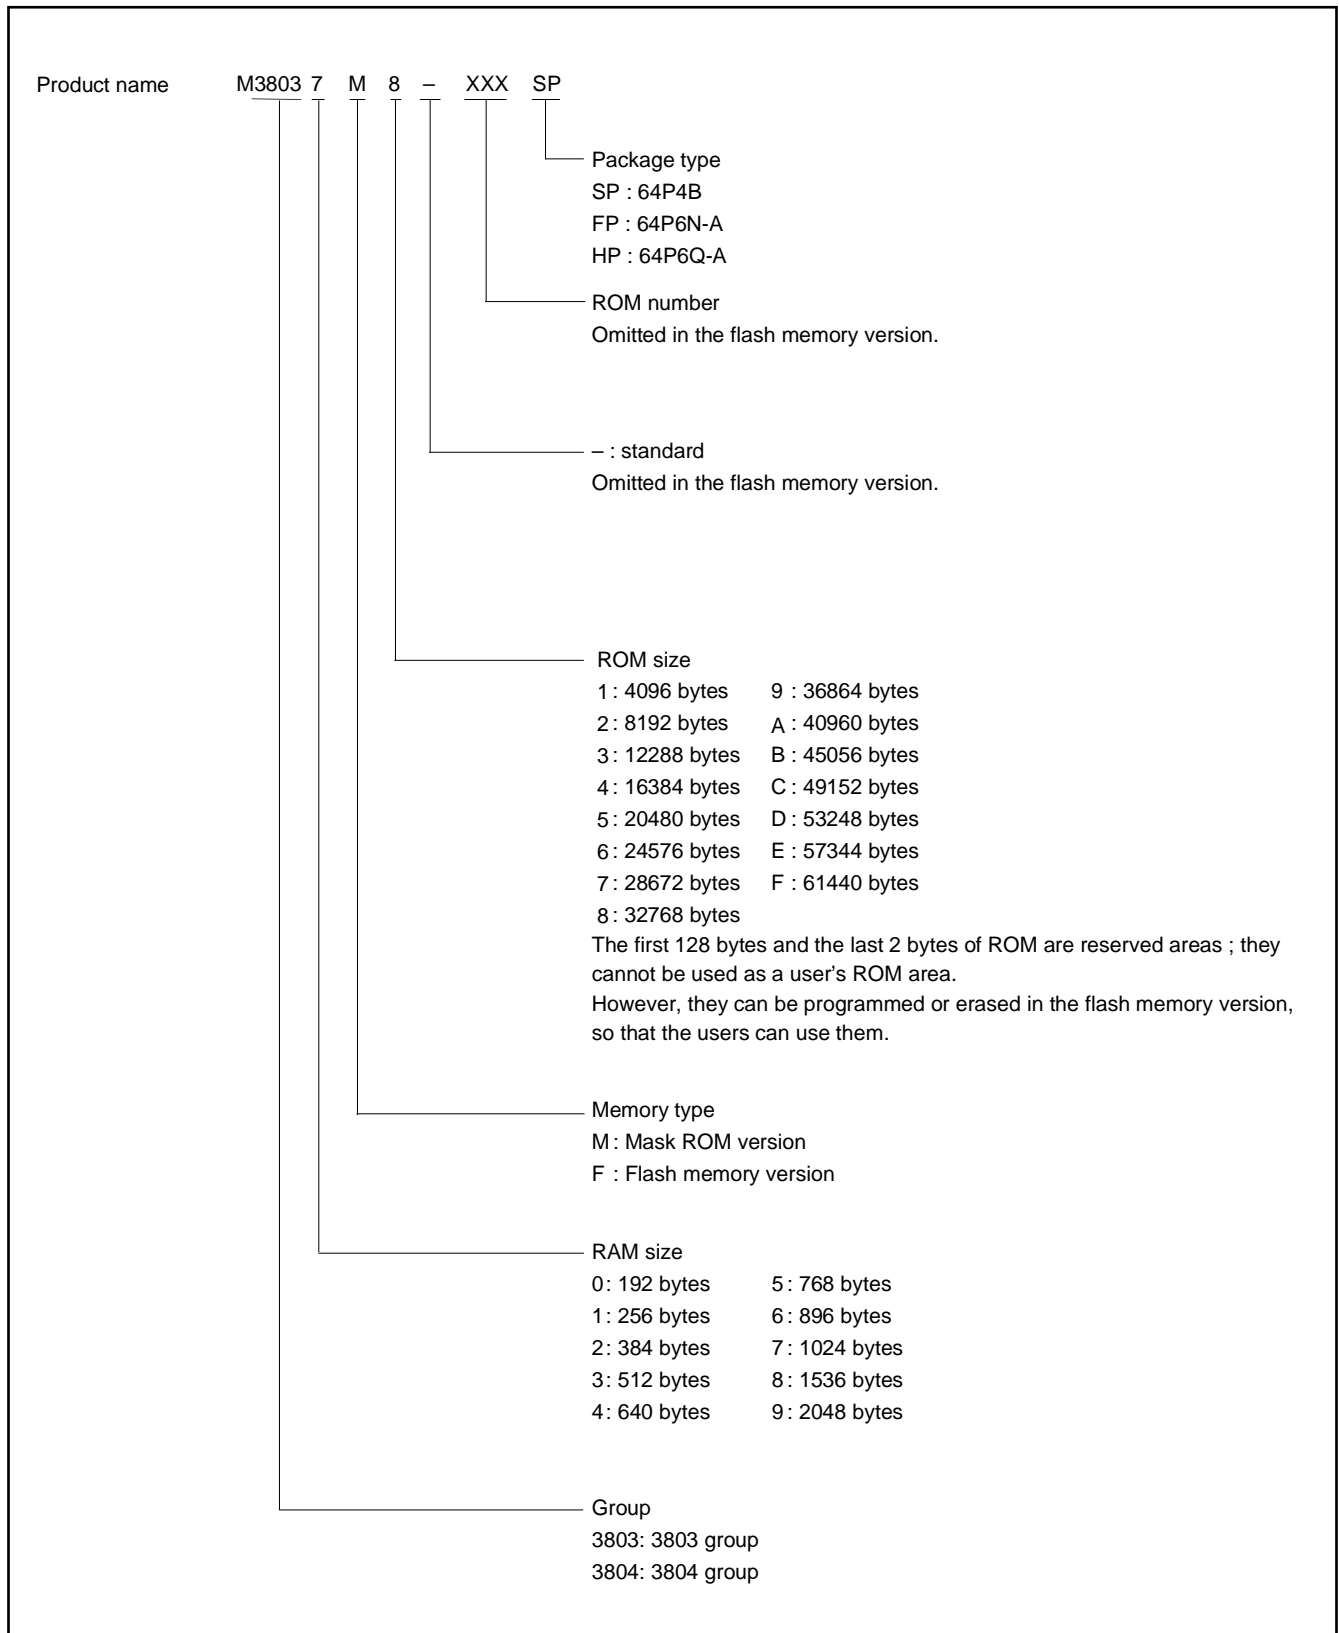 Product name M3803 7 M 8 – XXX SP
Package type
SP : 64P4B
FP : 64P6N-A
HP : 64P6Q-A
ROM number
Omitted in the flash memory version.
– : standard
Omitted in the flash memory version.
ROM size
1 : 4096 bytes 9 : 36864 bytes
2 : 8192 bytes A : 40960 bytes
3 : 12288 bytes B : 45056 bytes
4 : 16384 bytes C : 49152 bytes
5 : 20480 bytes D : 53248 bytes
6 : 24576 bytes E : 57344 bytes
7 : 28672 bytes F : 61440 bytes
8 : 32768 bytes
The first 128 bytes and the last 2 bytes of ROM are reserved areas ; they
cannot be used as a user’s ROM area.
However, they can be programmed or erased in the flash memory version,
so that the users can use them.
Memory type
M : Mask ROM version
F : Flash memory version
RAM size
0 : 192 bytes 5 : 768 bytes
1 : 256 bytes 6 : 896 bytes
2 : 384 bytes 7 : 1024 bytes
3 : 512 bytes 8 : 1536 bytes
4 : 640 bytes 9 : 2048 bytes
Group
3803: 3803 group
3804: 3804 group